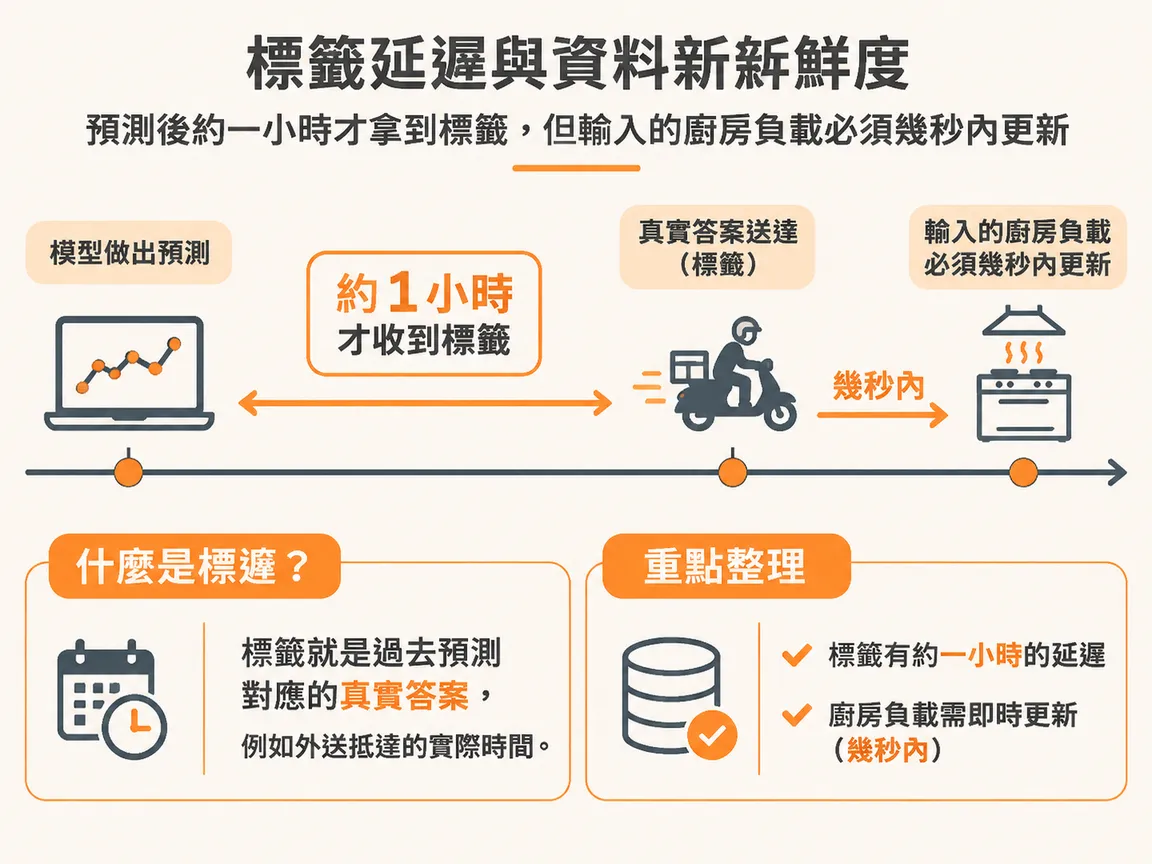 標籤延遲與資料新新鮮度
預測後約一小時才拿到標籤，但輸入的廚房負載必須幾秒內更新
模型做出預測
約 1 小時
才收到標籤
真實答案送達
（標籤）
幾秒內
輸入的廚房負載
必須幾秒內更新
什麼是標遲？
標籤就是過去預測
對應的真實答案，
例如外送抵達的實際時間。
重點整理
標籤有約一小時的延遲
廚房負載需即時更新
（幾秒內）